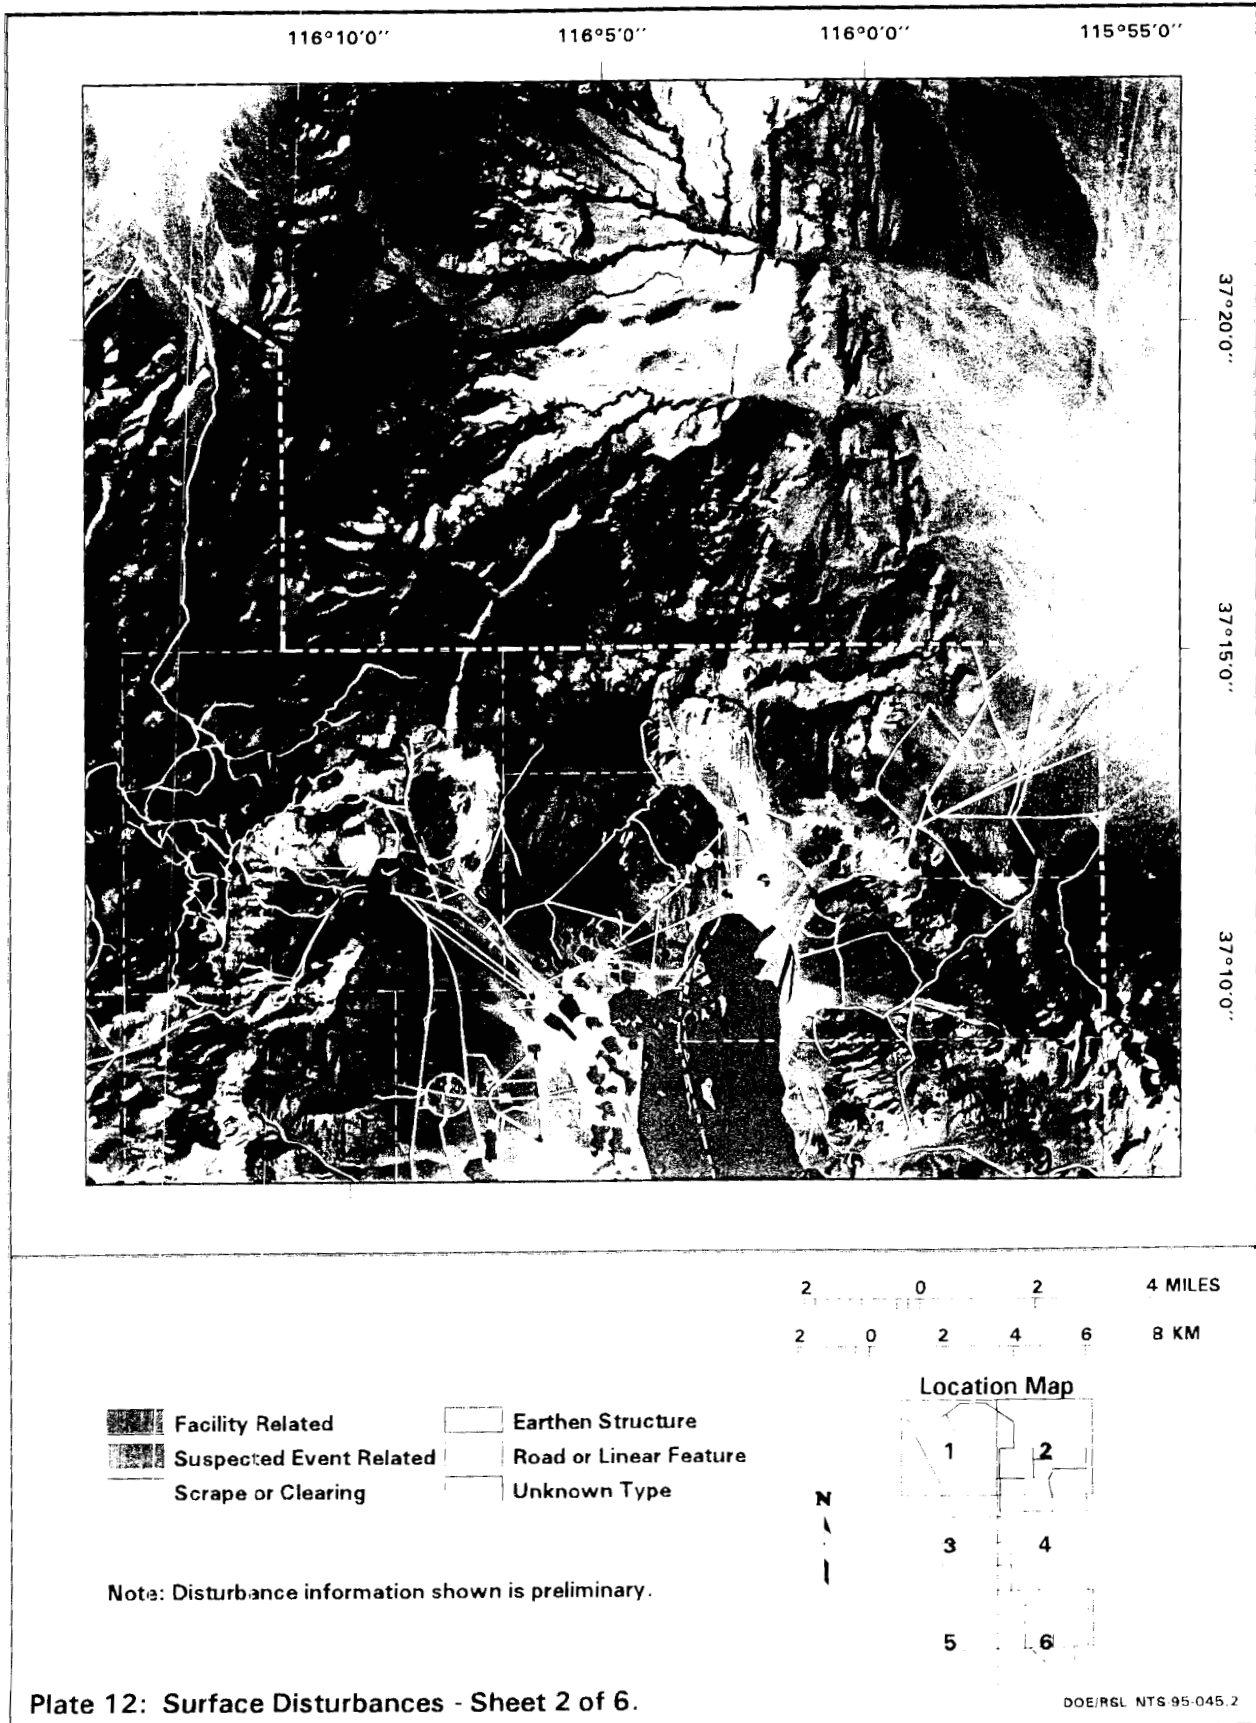 116°10'0'' 116°5'0'' 116°0'0'' 115°55'0''
37°20'0''
37°15'0''
37°10'0''
2 0 2 4 MILES
2 0 2 4 6 8 KM
Location Map
Facility Related
Earthen Structure
Suspected Event Related
Road or Linear Feature
Scrape or Clearing
Unknown Type
1 2
N
3 4
Note: Disturbance information shown is preliminary.
5 6
Plate 12: Surface Disturbances - Sheet 2 of 6.
DOE/RSL NTS-95-045.2